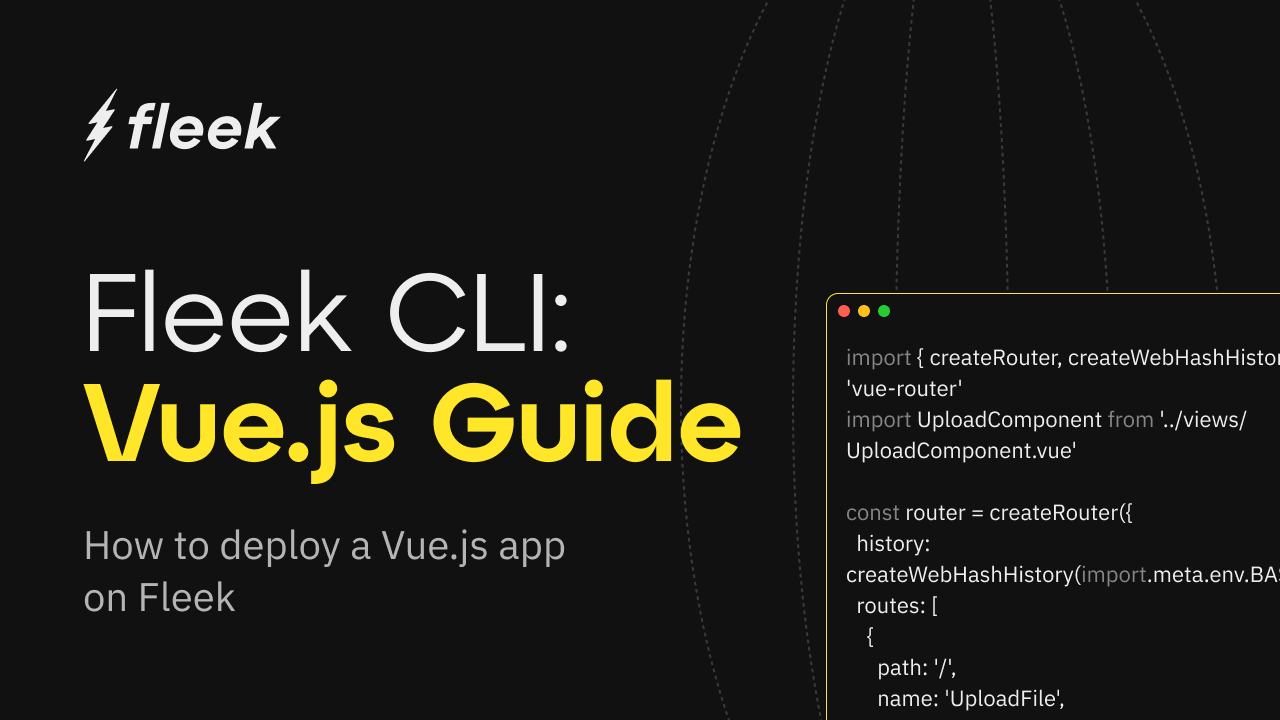 fleek
Fleek CLI:
Vue.js Guide
How to deploy a Vue.js app
on Fleek
import { createRouter, createWebHashHistor
'vue-router'
import UploadComponent from '../views/
UploadComponent.vue'
const router = createRouter({
history:
createWebHashHistory(import.meta.env.BAS
routes: [
{
path: '/',
name: 'UploadFile',